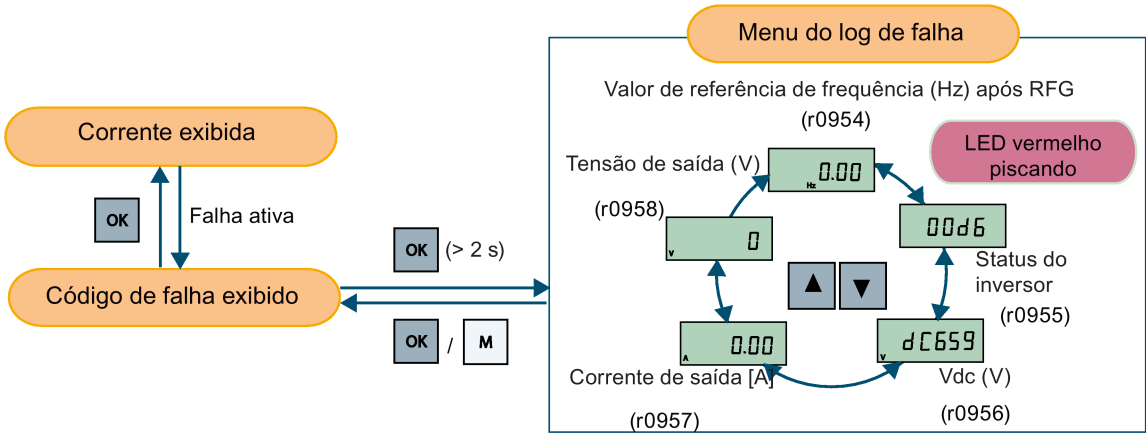 Menu do log de falha
Valor de referência de frequência (Hz) após RFG
(r0954)
Corrente exibida
LED vermelho
piscando
Tensão de saída (V)
Hz 0.00
OK
Falha ativa
(r0958)
V 0
00d6
OK (> 2 s)
Status do
inversor
Código de falha exibido
(r0955)
OK / M
A 0.00
V dC659
Corrente de saída [A]
Vdc (V)
(r0957)
(r0956)